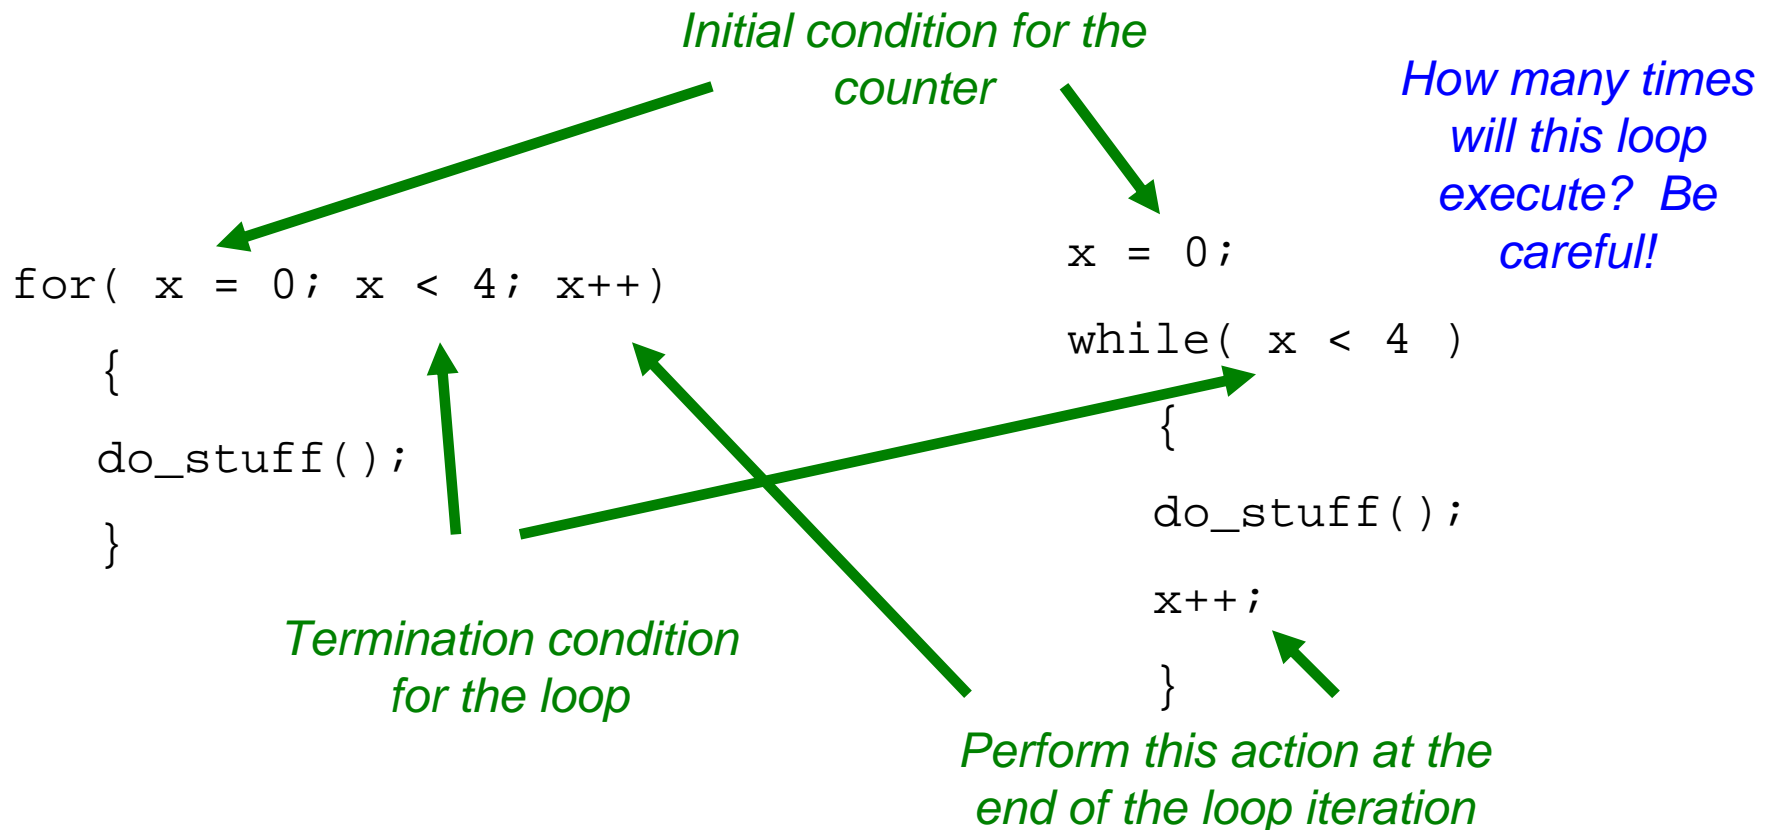 Initial condition for the
counter
How many times
will this loop
execute? Be
careful!
for( x = 0; x < 4; x++)
{
do_stuff();
}
x = 0;
while( x < 4 )
{
do_stuff();
x++;
}
Termination condition
for the loop
Perform this action at the
end of the loop iteration